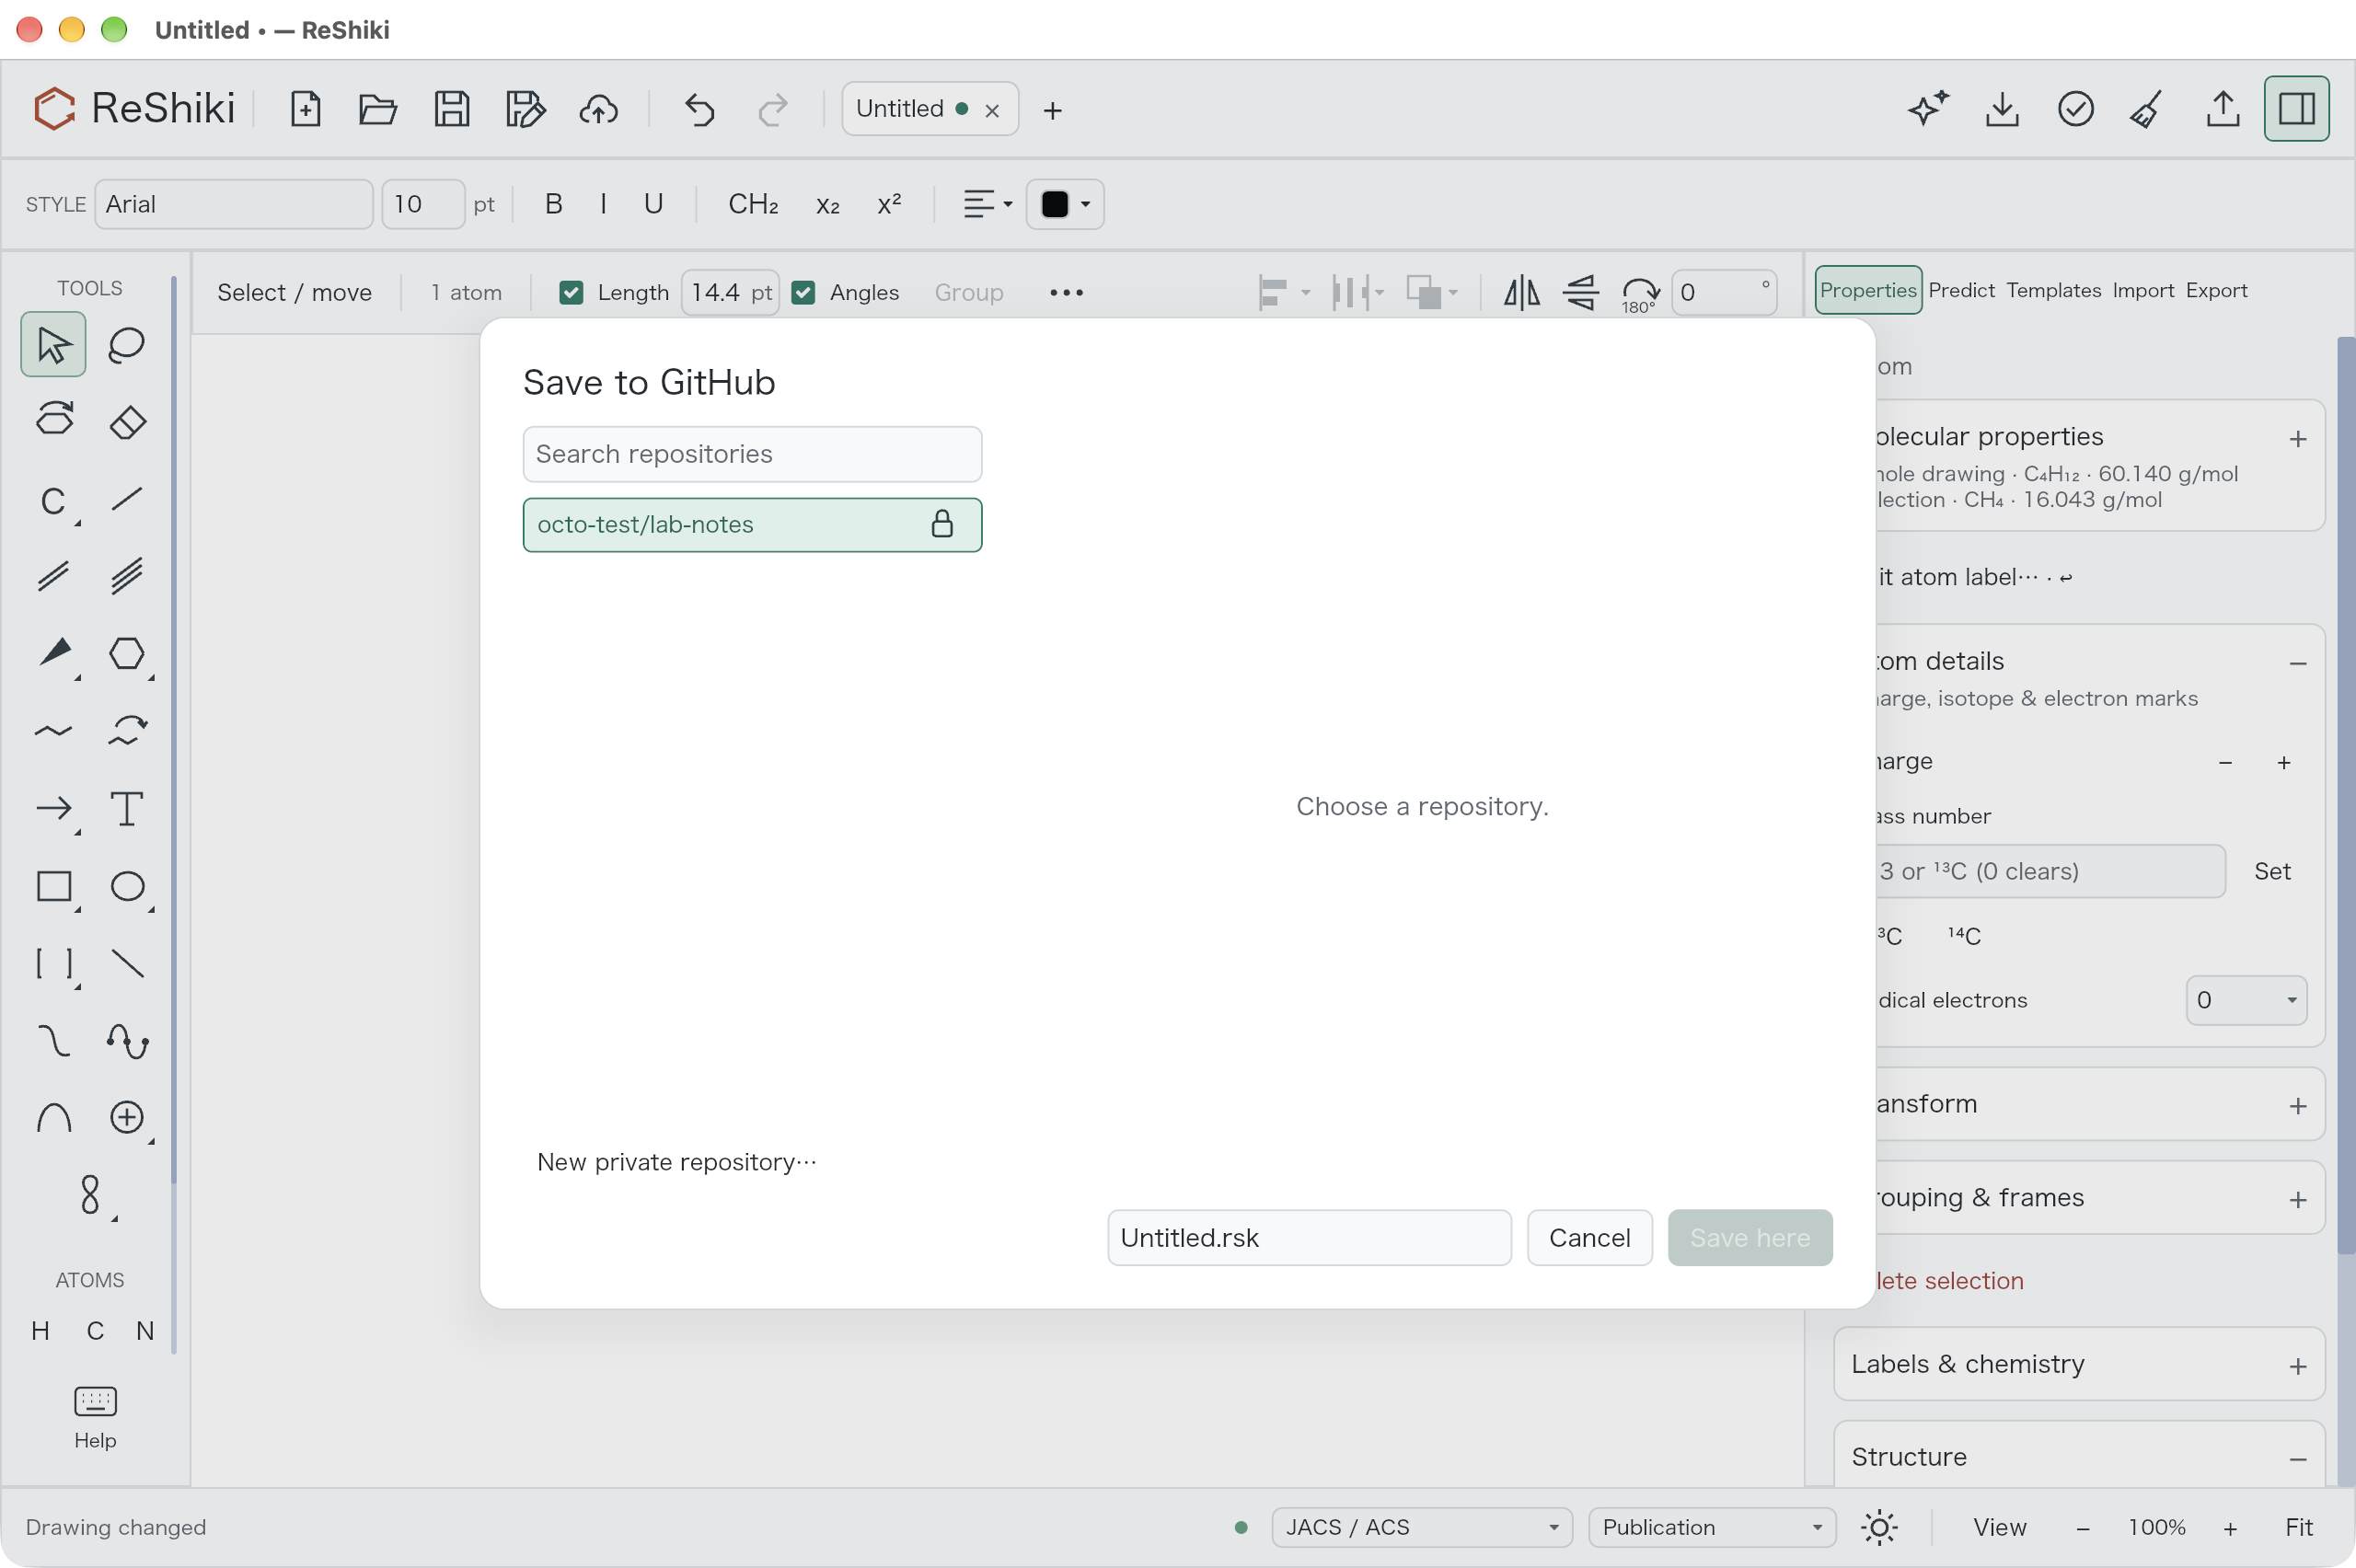 Untitled • — ReShiki
ReShiki
Untitled
STYLE Arial 10 pt B I U CH₂ x₂ x²
TOOLS
Select / move 1 atom Length 14.4 pt Angles Group
180°
0 °
Properties Predict Templates Import Export
Save to GitHub
Search repositories
octo-test/lab-notes
Choose a repository.
New private repository…
Untitled.rsk Cancel Save here
om
olecular properties
hole drawing · C₄H₁₂ · 60.140 g/mol
lection · CH₄ · 16.043 g/mol
it atom label… · ↩
tom details
arge, isotope & electron marks
harge − +
ass number
3 or ¹³C (0 clears) Set
³C ¹⁴C
dical electrons 0
ansform
rouping & frames
lete selection
Labels & chemistry
Structure
C
T
ATOMS
H C N
Help
Drawing changed
JACS / ACS Publication View − 100% + Fit